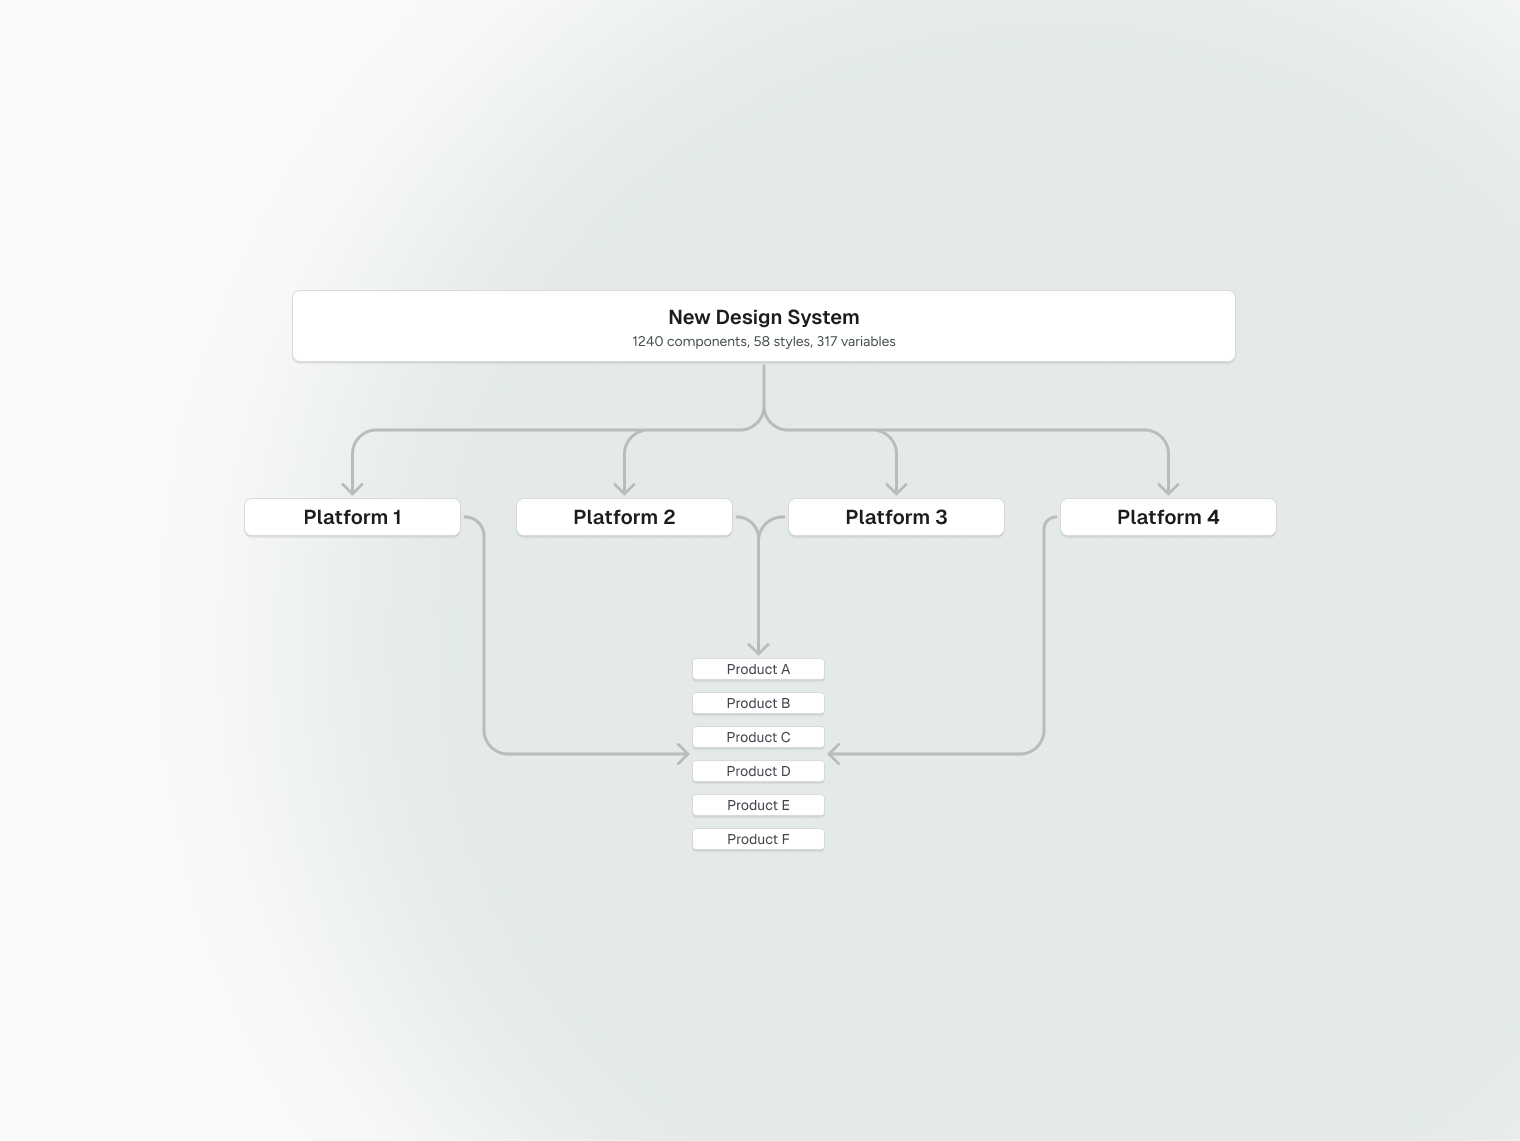 New Design System
1240 components, 58 styles, 317 variables
Platform 1
Platform 2
Platform 3
Platform 4
Product A
Product B
Product C
Product D
Product E
Product F